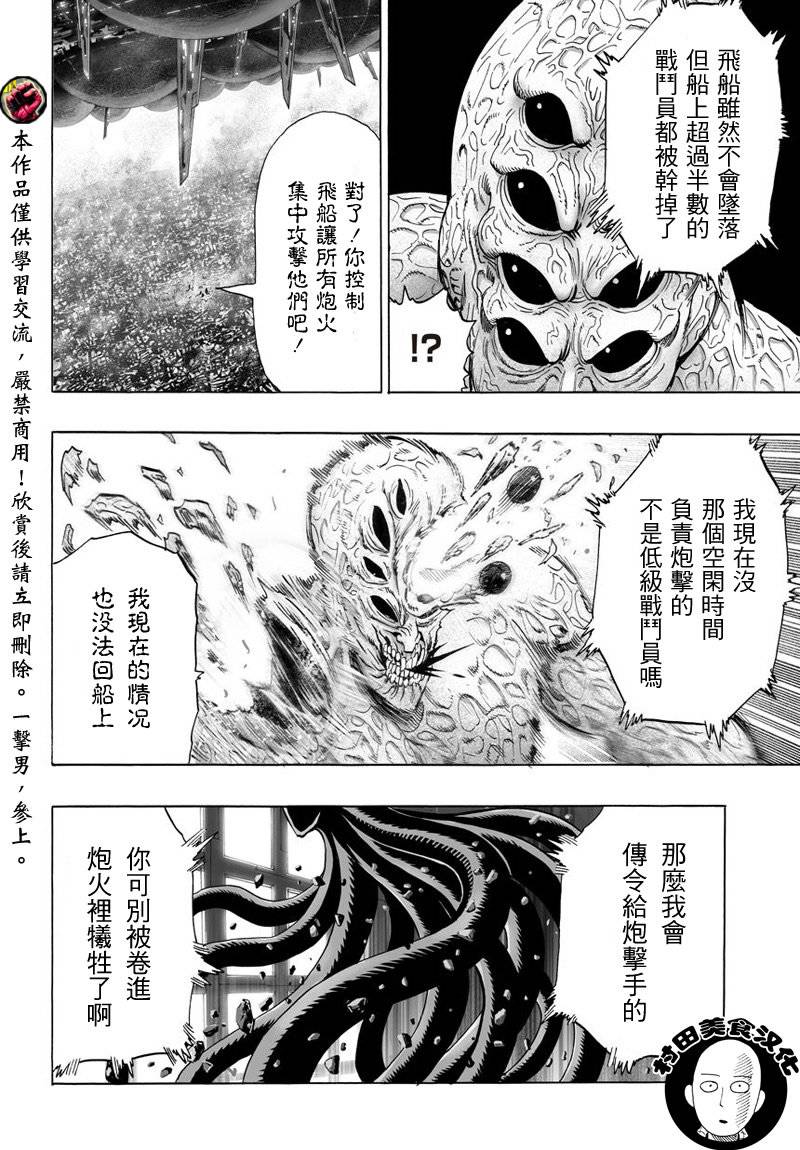 飛船雖然不會墜落
但船上超過半數的
戰鬥員都被幹掉了
!?
對了！你控制
飛船讓所有炮火
集中攻擊他們吧！
我現在沒
那個空閑時間
負責炮擊的
不是低級戰鬥員嗎
我現在的情况
也没法回船上
那麼我會
傳令給炮擊手的
你可別被卷進
炮火裡犧牲了啊
本作品僅供學習交流，嚴禁商用！欣賞後請立即刪除。一擊男，參上。
村田美食汉化